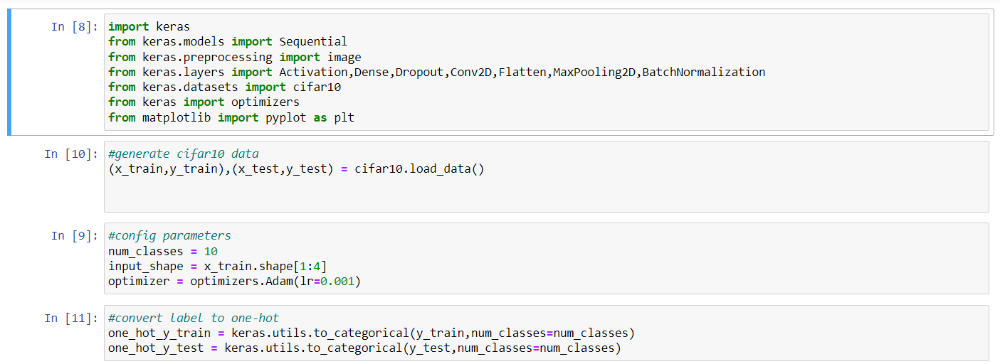 In [8]:
import keras
from keras.models import Sequential
from keras.preprocessing import image
from keras.layers import Activation,Dense,Dropout,Conv2D,Flatten,MaxPooling2D,BatchNormalization
from keras.datasets import cifar10
from keras import optimizers
from matplotlib import pyplot as plt
In [10]:
#generate cifar10 data
(x_train,y_train),(x_test,y_test) = cifar10.load_data()
In [9]:
#config parameters
num_classes = 10
input_shape = x_train.shape[1:4]
optimizer = optimizers.Adam(lr=0.001)
In [11]:
#convert label to one-hot
one_hot_y_train = keras.utils.to_categorical(y_train,num_classes=num_classes)
one_hot_y_test = keras.utils.to_categorical(y_test,num_classes=num_classes)